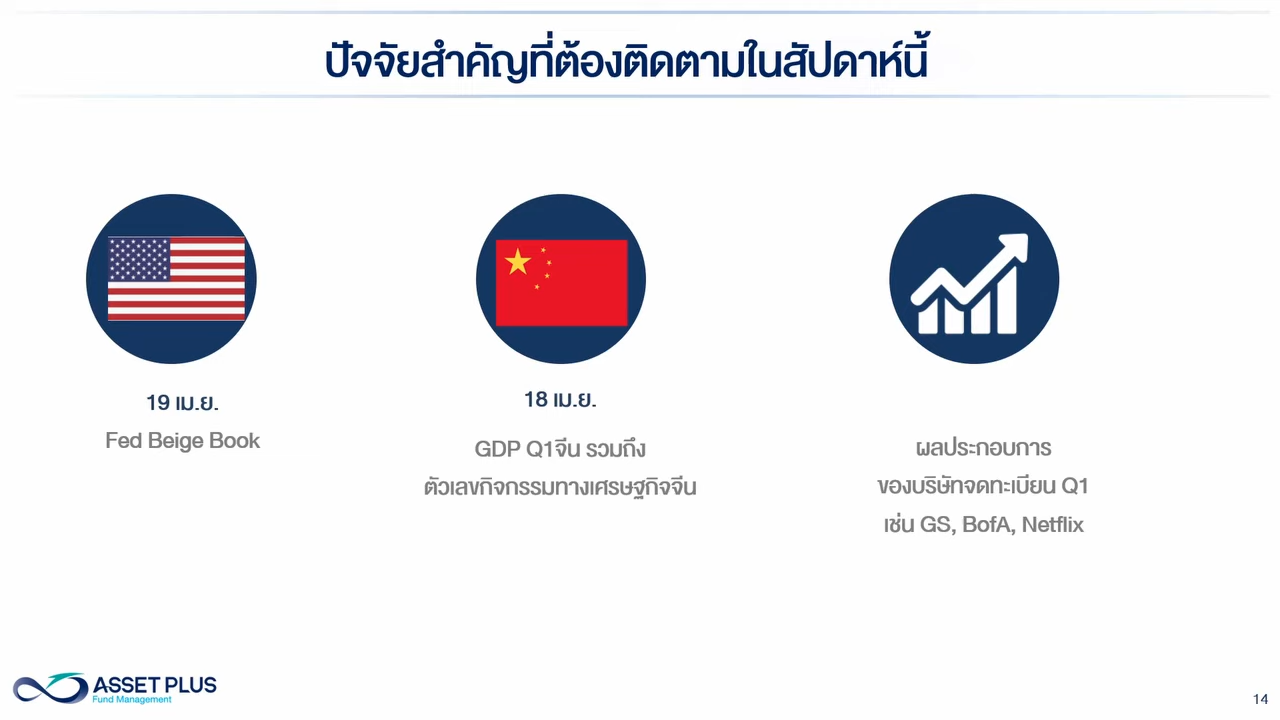 ปัจจัยสำคัญที่ต้องติดตามในสัปดาห์นี้
19 เม.ย.
Fed Beige Book
18 เม.ย.
GDP Q1จีน รวมถึง
ตัวเลขกิจกรรมทางเศรษฐกิจจีน
ผลประกอบการ
ของบริษัทจดทะเบียน Q1
เช่น GS, BofA, Netflix
ASSET PLUS
Fund Management
14